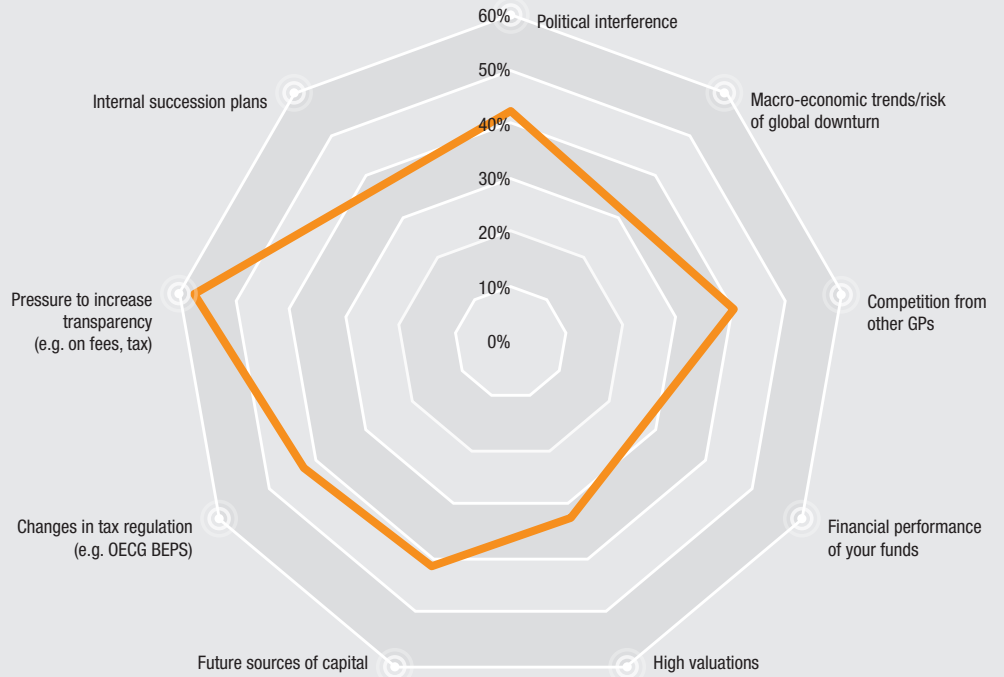 60%
Political interference
50%
Internal succession plans
Macro-economic trends/risk
of global downturn
40%
30%
20%
10%
0%
Pressure to increase
transparency
(e.g. on fees, tax)
Competition from
other GPs
Changes in tax regulation
(e.g. OECG BEPS)
Financial performance
of your funds
Future sources of capital
High valuations